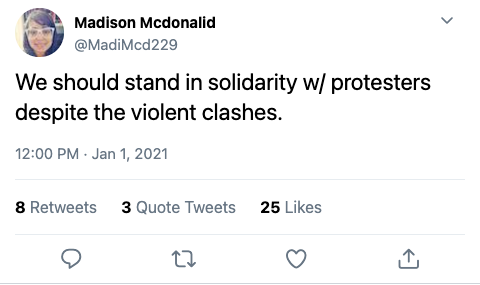 Madison Mcdonalid
@MadiMcd229
We should stand in solidarity w/ protesters
despite the violent clashes.
12:00 PM · Jan 1, 2021
8 Retweets 3 Quote Tweets 25 Likes